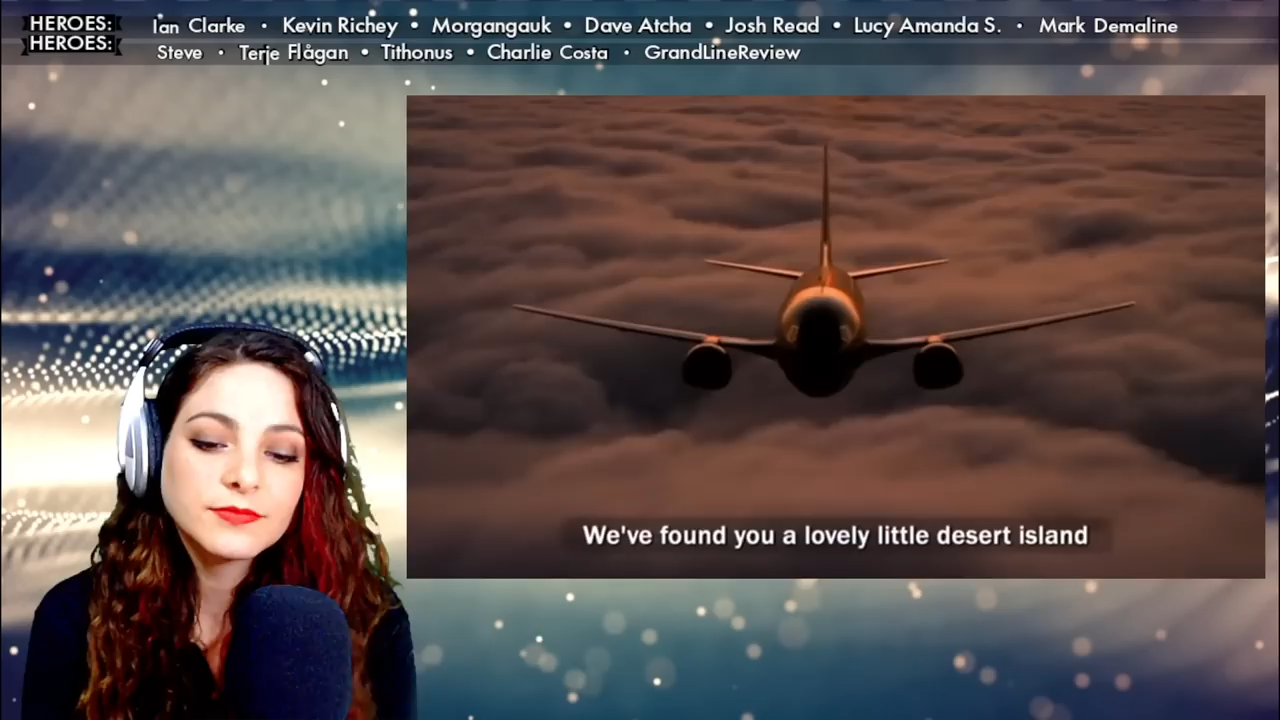 HEROES: Ian Clarke • Kevin Richey • Morgangauk • Dave Atcha • Josh Read • Lucy Amanda S. • Mark Demaline
HEROES: Steve • Terje Flågan • Tithonus • Charlie Costa • GrandLineReview
We've found you a lovely little desert island